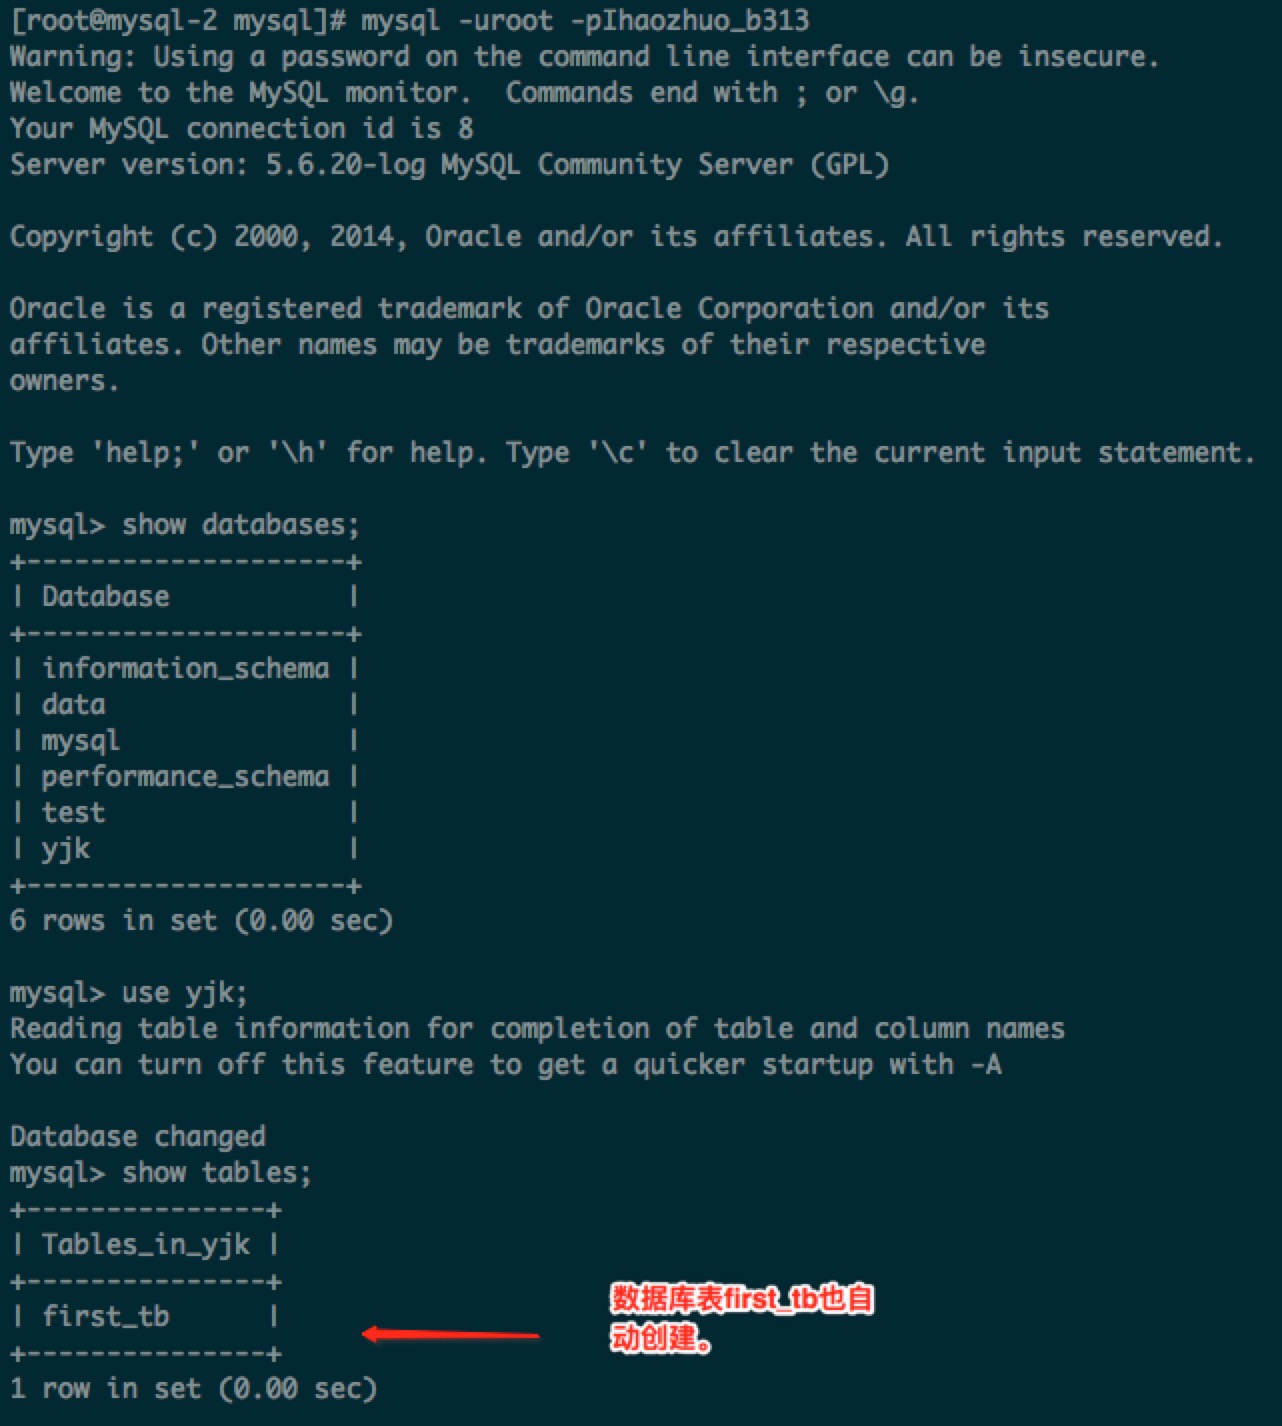 [root@mysql-2 mysql]# mysql -uroot -pIhaozhuo_b313
Warning: Using a password on the command line interface can be insecure.
Welcome to the MySQL monitor.  Commands end with ; or \g.
Your MySQL connection id is 8
Server version: 5.6.20-log MySQL Community Server (GPL)
Copyright (c) 2000, 2014, Oracle and/or its affiliates. All rights reserved.
Oracle is a registered trademark of Oracle Corporation and/or its
affiliates. Other names may be trademarks of their respective
owners.
Type 'help;' or '\h' for help. Type '\c' to clear the current input statement.
mysql> show databases;
+--------------------+
| Database           |
+--------------------+
| information_schema |
| data               |
| mysql              |
| performance_schema |
| test               |
| yjk                |
+--------------------+
6 rows in set (0.00 sec)
mysql> use yjk;
Reading table information for completion of table and column names
You can turn off this feature to get a quicker startup with -A
Database changed
mysql> show tables;
+---------------+
| Tables_in_yjk |
+---------------+
| first_tb      |
+---------------+
1 row in set (0.00 sec)
数据库表first_tb也自
动创建。